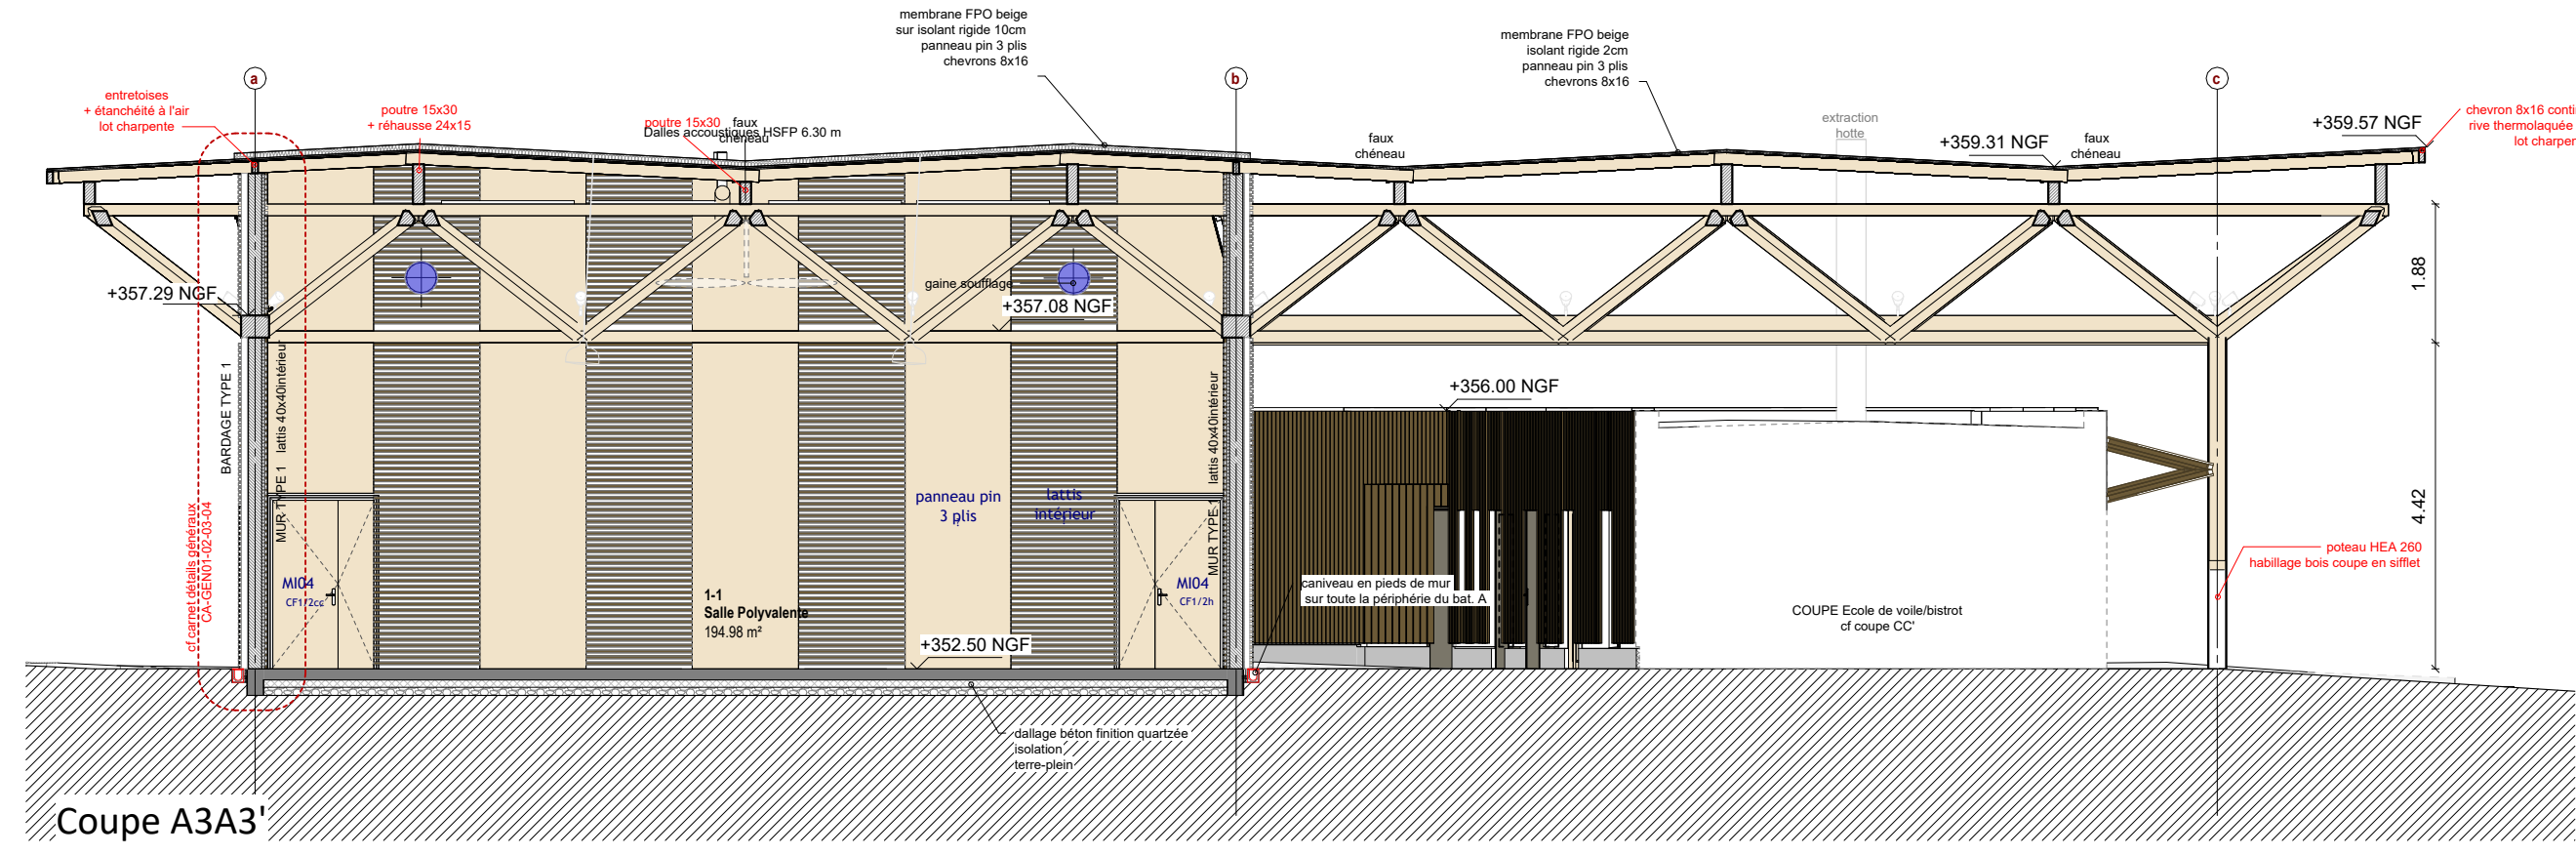 membrane FPO beige
sur isolant rigide 10cm
panneau pin 3 plis
chevrons 8x16
membrane FPO beige
isolant rigide 2cm
panneau pin 3 plis
chevrons 8x16
a
b
c
entretoises
+ étanchéité à l'air
lot charpente
poutre 15x30
+ réhausse 24x15
poutre 15x30
faux
chéneau
Dalles accoustiques HSFP 6.30 m
faux
chéneau
extraction
hotte
+359.31 NGF
faux
chéneau
+359.57 NGF
chevron 8x16 conti
rive thermolaquée
lot charpen
+357.29 NGF
gaine soufflage
+357.08 NGF
1.88
+356.00 NGF
BARDAGE TYPE 1
MUR TYPE 1 lattis 40x40intérieur
MUR TYPE 1 lattis 40x40intérieur
cf carnet détails généraux
CA-GEN01-02-03-04
panneau pin
3 plis
lattis
intérieur
4.42
MI04
CF1/2cc
MI04
CF1/2h
1-1
Salle Polyvalente
194.98 m²
caniveau en pieds de mur
sur toute la périphérie du bat. A
COUPE Ecole de voile/bistrot
cf coupe CC'
poteau HEA 260
habillage bois coupe en sifflet
+352.50 NGF
dallage béton finition quartzée
isolation
terre-plein
Coupe A3A3'